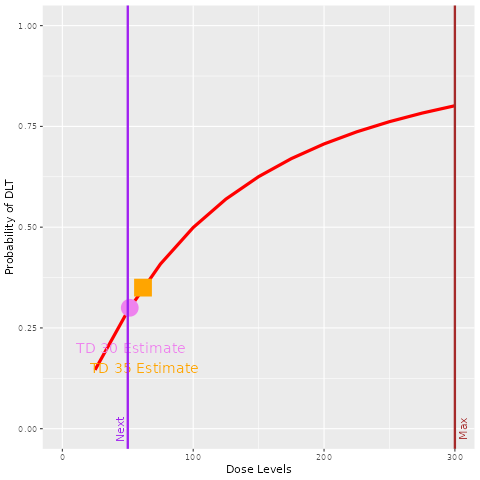 1.00
0.75
0.50
0.25
0.00
Probability of DLT
TD 30 Estimate
TD 35 Estimate
Next
Max
0
100
200
300
Dose Levels